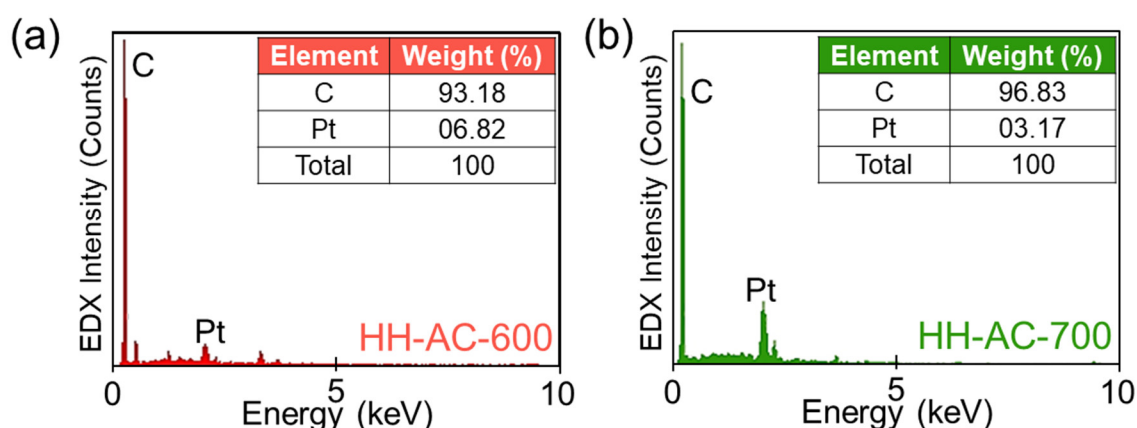 (a)
EDX Intensity (Counts)
C
Element Weight (%)
C 93.18
Pt 06.82
Total 100
Pt
HH-AC-600
0 5 10
Energy (keV)
(b)
EDX Intensity (Counts)
C
Element Weight (%)
C 96.83
Pt 03.17
Total 100
Pt
HH-AC-700
0 5 10
Energy (keV)